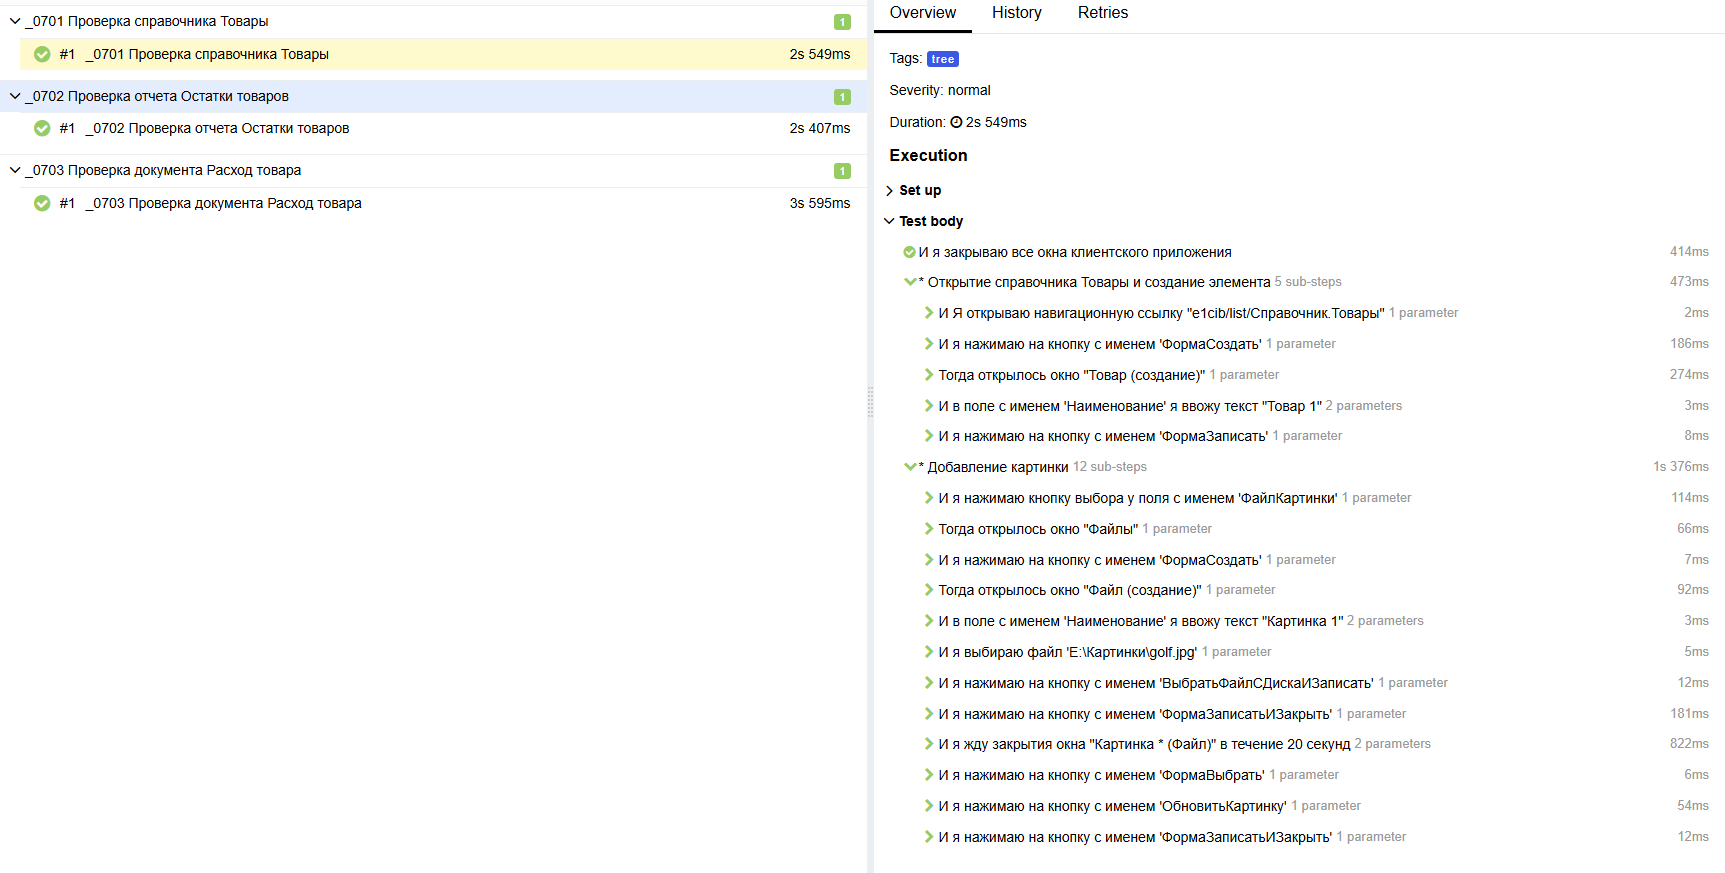 _0701 Проверка справочника Товары 1
#1 _0701 Проверка справочника Товары 2s 549ms
_0702 Проверка отчета Остатки товаров 1
#1 _0702 Проверка отчета Остатки товаров 2s 407ms
_0703 Проверка документа Расход товара 1
#1 _0703 Проверка документа Расход товара 3s 595ms
Overview History Retries
Tags: tree
Severity: normal
Duration: 2s 549ms
Execution
Set up
Test body
И я закрываю все окна клиентского приложения 414ms
* Открытие справочника Товары и создание элемента 5 sub-steps 473ms
И Я открываю навигационную ссылку "e1cib/list/Справочник.Товары" 1 parameter 2ms
И я нажимаю на кнопку с именем 'ФормаСоздать' 1 parameter 186ms
Тогда открылось окно "Товар (создание)" 1 parameter 274ms
И в поле с именем 'Наименование' я ввожу текст "Товар 1" 2 parameters 3ms
И я нажимаю на кнопку с именем 'ФормаЗаписать' 1 parameter 8ms
* Добавление картинки 12 sub-steps 1s 376ms
И я нажимаю кнопку выбора у поля с именем 'ФайлКартинки' 1 parameter 114ms
Тогда открылось окно "Файлы" 1 parameter 66ms
И я нажимаю на кнопку с именем 'ФормаСоздать' 1 parameter 7ms
Тогда открылось окно "Файл (создание)" 1 parameter 92ms
И в поле с именем 'Наименование' я ввожу текст "Картинка 1" 2 parameters 3ms
И я выбираю файл 'E:\Картинки\golf.jpg' 1 parameter 5ms
И я нажимаю на кнопку с именем 'ВыбратьФайлСДискаИЗаписать' 1 parameter 12ms
И я нажимаю на кнопку с именем 'ФормаЗаписатьИЗакрыть' 1 parameter 181ms
И я жду закрытия окна "Картинка * (Файл)" в течение 20 секунд 2 parameters 822ms
И я нажимаю на кнопку с именем 'ФормаВыбрать' 1 parameter 6ms
И я нажимаю на кнопку с именем 'ОбновитьКартинку' 1 parameter 54ms
И я нажимаю на кнопку с именем 'ФормаЗаписатьИЗакрыть' 1 parameter 12ms